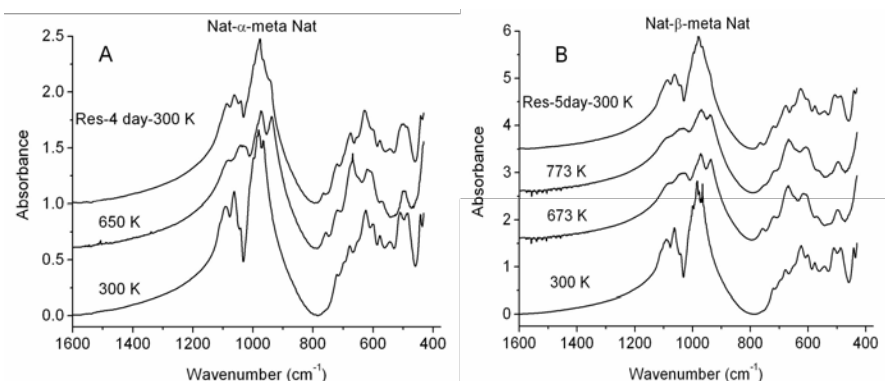 Nat-α-meta Nat
A
2.5
2.0
1.5
1.0
0.5
0.0
Absorbance
Res-4 day-300 K
650 K
300 K
1600 1400 1200 1000 800 600 400
Wavenumber (cm⁻¹)
Nat-β-meta Nat
B
6
5
4
3
2
1
0
Absorbance
Res-5day-300 K
773 K
673 K
300 K
1600 1400 1200 1000 800 600 400
Wavenumber (cm⁻¹)